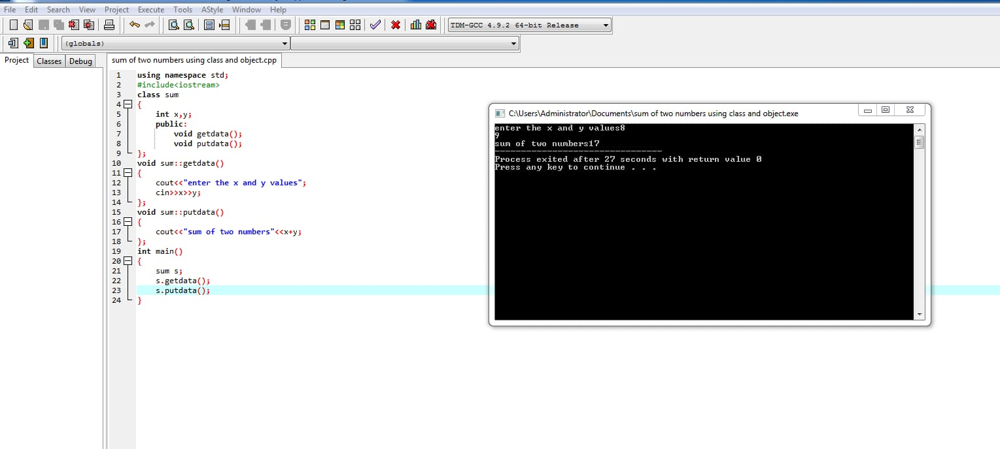 File Edit Search View Project Execute Tools AStyle Window Help
TDM-GCC 4.9.2 64-bit Release
(globals)
Project Classes Debug
sum of two numbers using class and object.cpp
1 using namespace std;
2 #include<iostream>
3 class sum
4 {
5 int x,y;
6 public:
7 void getdata();
8 void putdata();
9 };
10 void sum::getdata()
11 {
12 cout<<"enter the x and y values";
13 cin>>x>>y;
14 };
15 void sum::putdata()
16 {
17 cout<<"sum of two numbers"<<x+y;
18 };
19 int main()
20 {
21 sum s;
22 s.getdata();
23 s.putdata();
24 }
C:\Users\Administrator\Documents\sum of two numbers using class and object.exe
enter the x and y values8
9
sum of two numbers17
--------------------------------
Process exited after 27 seconds with return value 0
Press any key to continue . . .